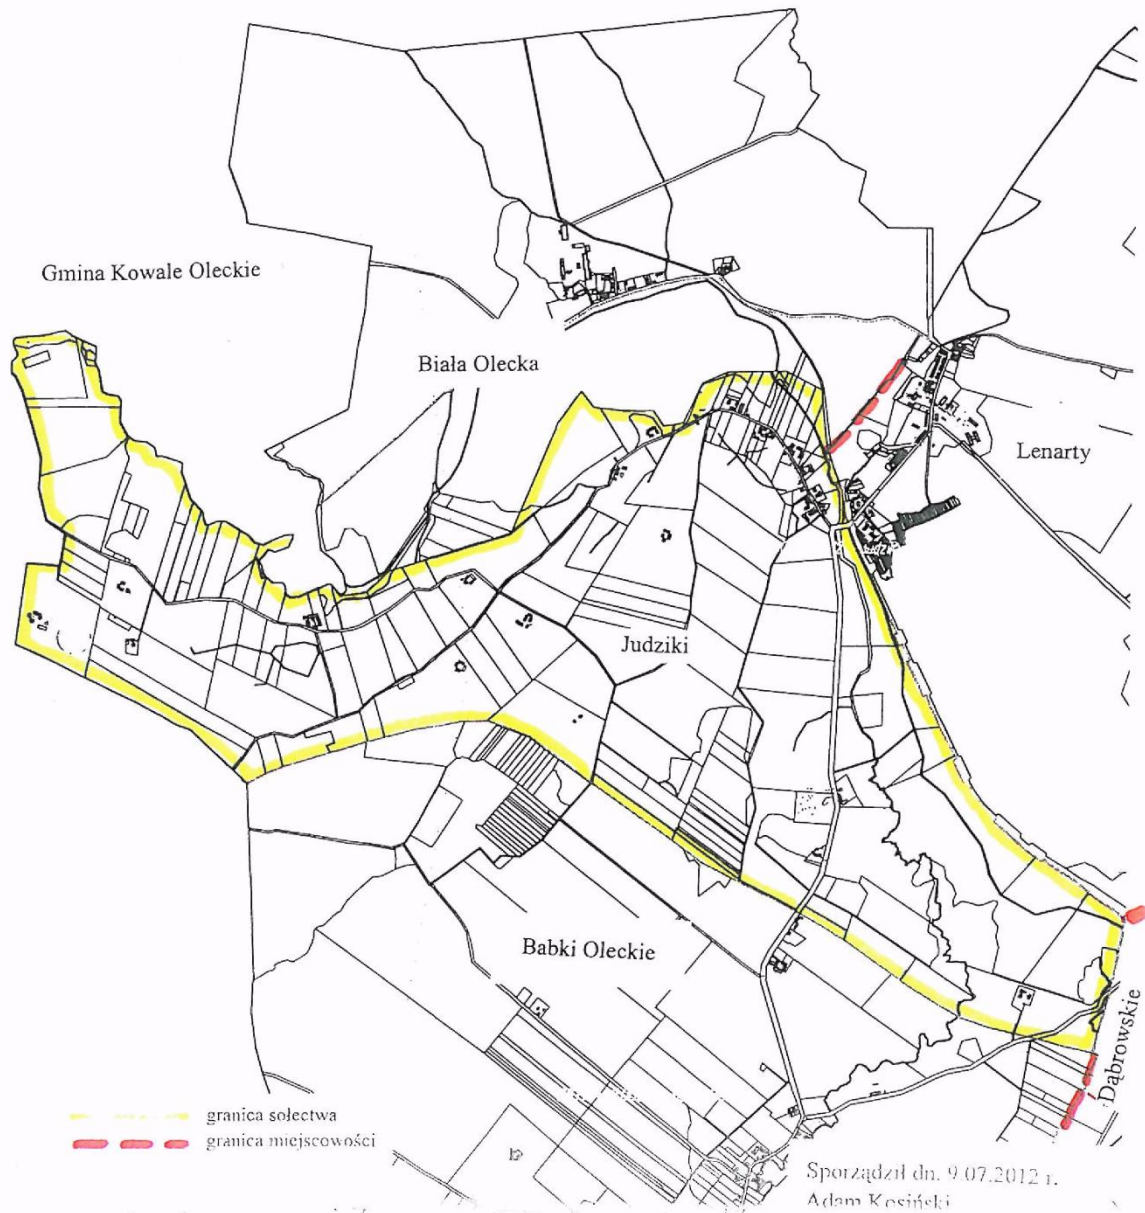 Gmina Kowale Oleckie
Biała Olecka
Lenarty
Judziki
Babki Oleckie
Dąbrowskie
granica sołectwa
granica miejscowości
Sporządził dn. 9.07.2012 r.
Adam Kosiński